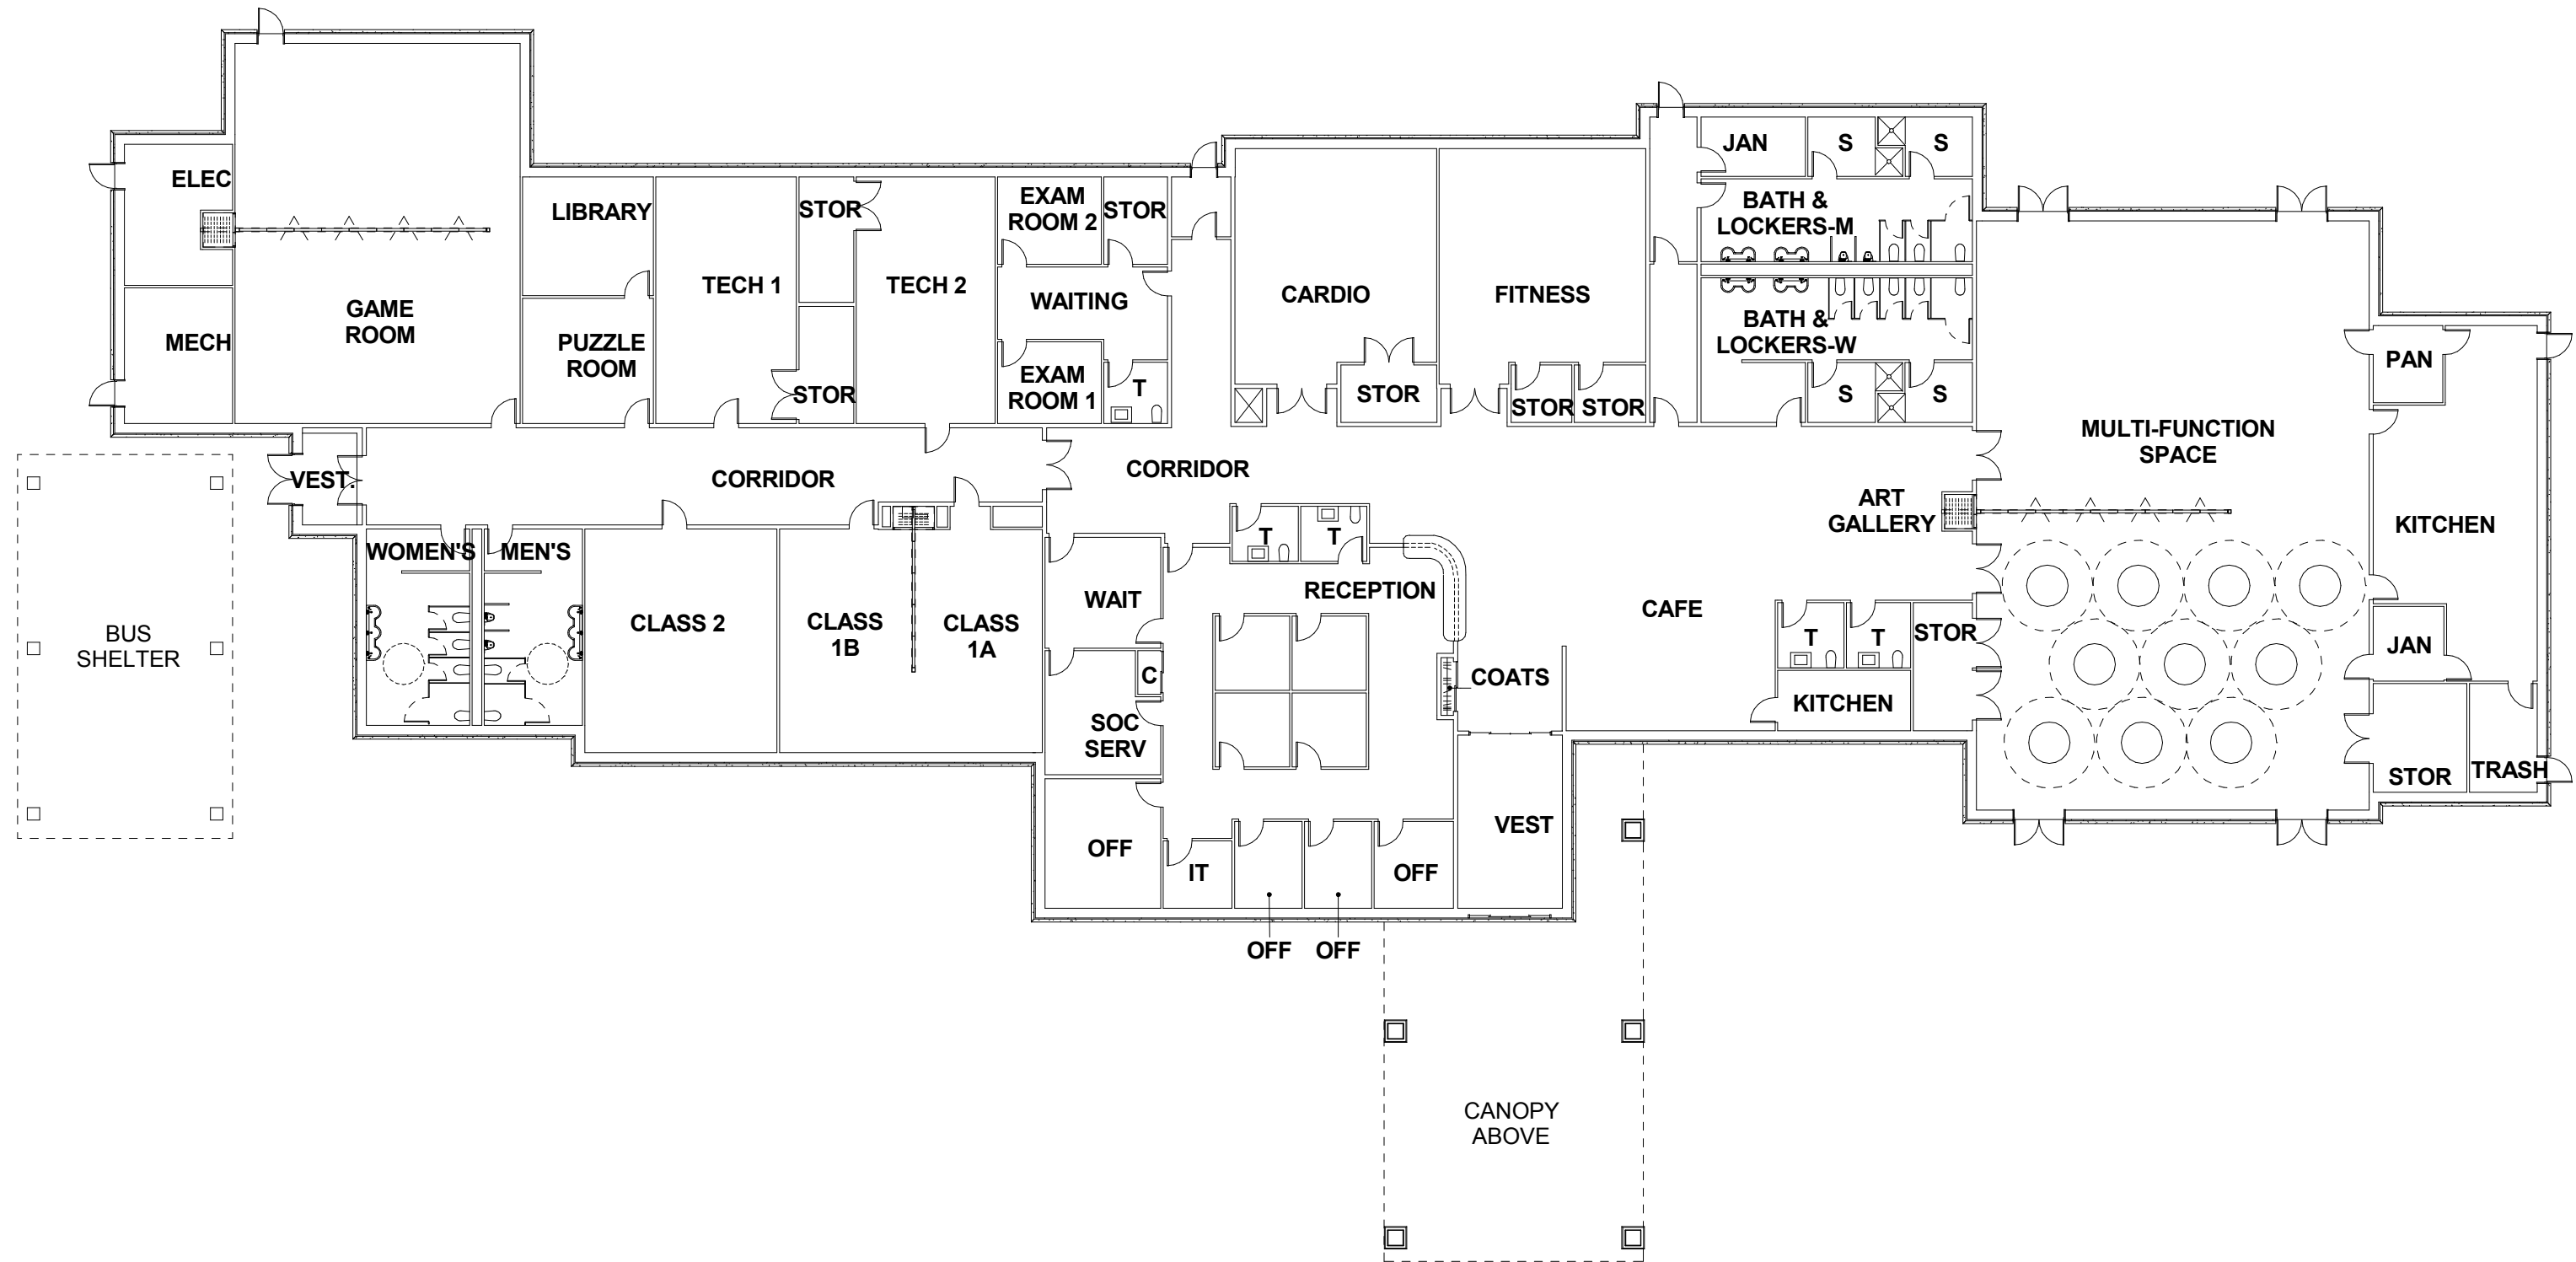 JAN
S
S
ELEC
EXAM
ROOM 2
STOR
STOR
LIBRARY
BATH &
LOCKERS-M
TECH 1
TECH 2
WAITING
CARDIO
FITNESS
GAME
ROOM
MECH
PUZZLE
ROOM
BATH &
LOCKERS-W
PAN
EXAM
ROOM 1
T
STOR
STOR
STOR
STOR
S
S
MULTI-FUNCTION
SPACE
VEST.
CORRIDOR
CORRIDOR
ART
GALLERY
KITCHEN
WOMEN'S
MEN'S
T
T
RECEPTION
WAIT
CAFE
BUS
SHELTER
CLASS 2
CLASS
1B
CLASS
1A
T
T
STOR
JAN
C
COATS
KITCHEN
SOC
SERV
STOR
TRASH
OFF
IT
OFF
VEST
OFF
OFF
CANOPY
ABOVE